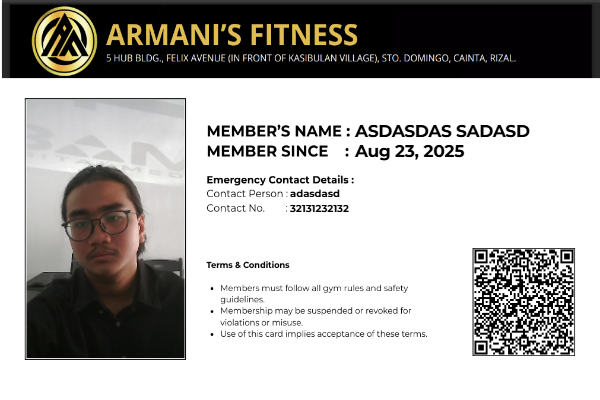 ARMANI'S FITNESS
5 HUB BLDG., FELIX AVENUE (IN FRONT OF KASIBULAN VILLAGE), STO. DOMINGO, CAINTA, RIZAL.
MEMBER'S NAME : ASDASDAS SADASD
MEMBER SINCE : Aug 23, 2025
Emergency Contact Details :
Contact Person : adasdasd
Contact No. : 32131232132
Terms & Conditions
• Members must follow all gym rules and safety
guidelines.
• Membership may be suspended or revoked for
violations or misuse.
• Use of this card implies acceptance of these terms.